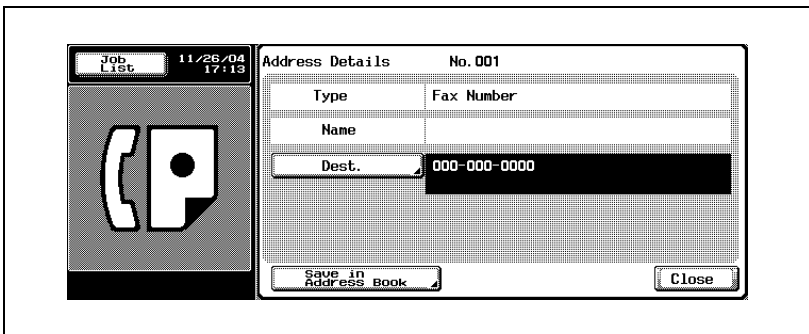 Job List
11/26/04
17:13
Address Details No.001
Type Fax Number
Name
Dest. 000-000-0000
Save in
Address Book
Close